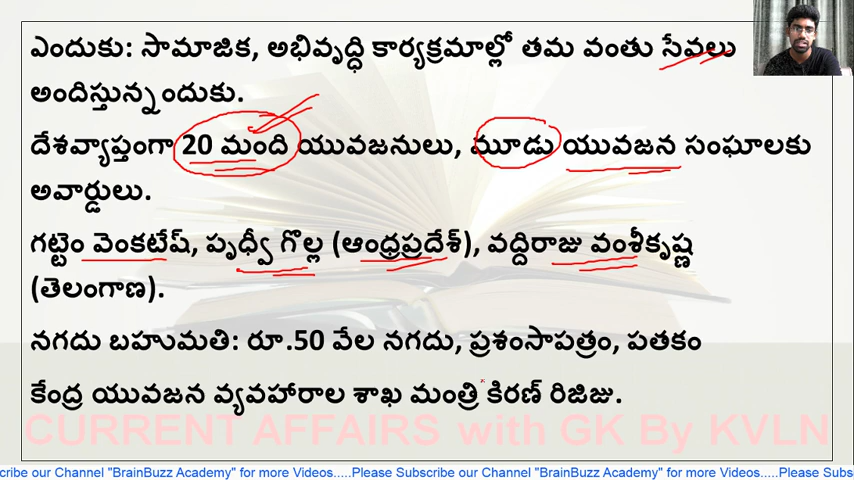 ఎందుకు: సామాజిక, అభివృద్ధి కార్యక్రమాల్లో తమ వంతు సేవలు
అందిస్తున్నందుకు.
దేశవ్యాప్తంగా 20 మంది యువజనులు, మూడు యువజన సంఘాలకు
అవార్డులు.
గట్టెం వెంకటేష్, పృధ్వీ గొల్ల (ఆంధ్రప్రదేశ్), వద్దిరాజు వంశీకృష్ణ
(తెలంగాణ).
నగదు బహుమతి: రూ.50 వేల నగదు, ప్రశంసాపత్రం, పతకం
కేంద్ర యువజన వ్యవహారాల శాఖ మంత్రి కిరణ్ రిజిజు.
CURRENT AFFAIRS with GK By KVLN
cribe our Channel "BrainBuzz Academy" for more Videos.....Please Subscribe our Channel "BrainBuzz Academy" for more Videos.....Please Subs